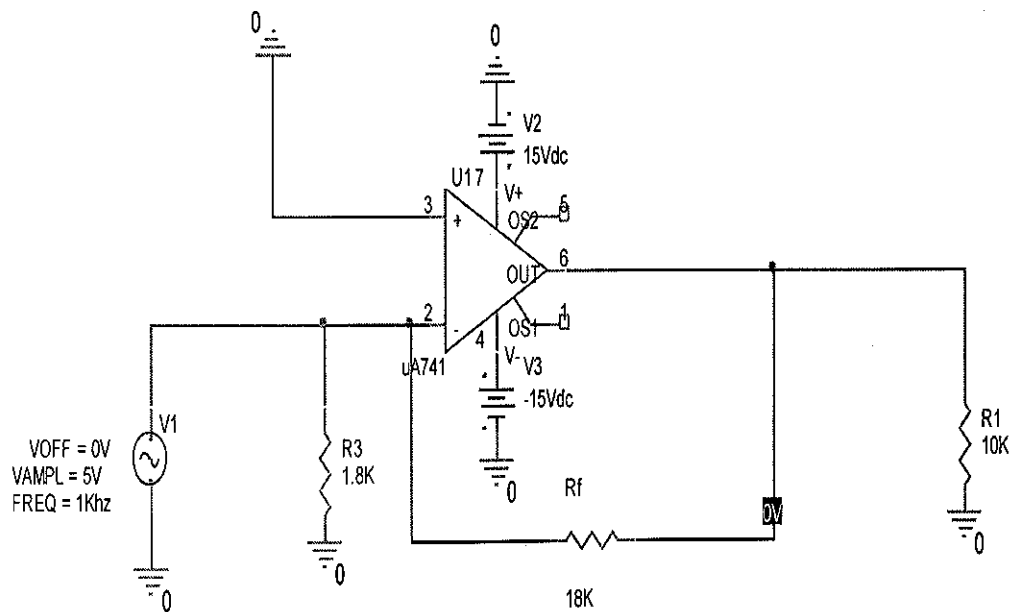 0
0
V2
15Vdc
U17
V+
5
3
+
OS2
6
OUT
2
-
OS1
1
4
uA741
V-
V3
-15Vdc
V1
VOFF = 0V
VAMPL = 5V
FREQ = 1Khz
R3
1.8K
R1
10K
0
Rf
0V
0
0
0
18K